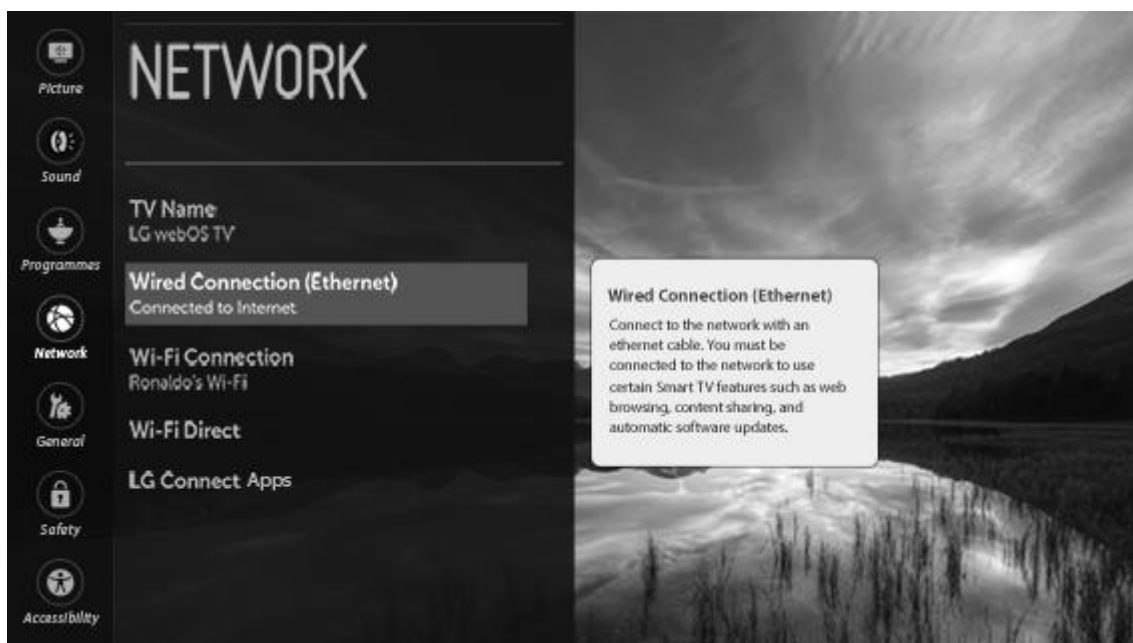 Picture
Sound
Programmes
Network
General
Safety
Accessibility
NETWORK
TV Name
LG webOS TV
Wired Connection (Ethernet)
Connected to Internet
Wi-Fi Connection
Ronaldo's Wi-Fi
Wi-Fi Direct
LG Connect Apps
Wired Connection (Ethernet)
Connect to the network with an
ethernet cable. You must be
connected to the network to use
certain Smart TV features such as web
browsing, content sharing, and
automatic software updates.